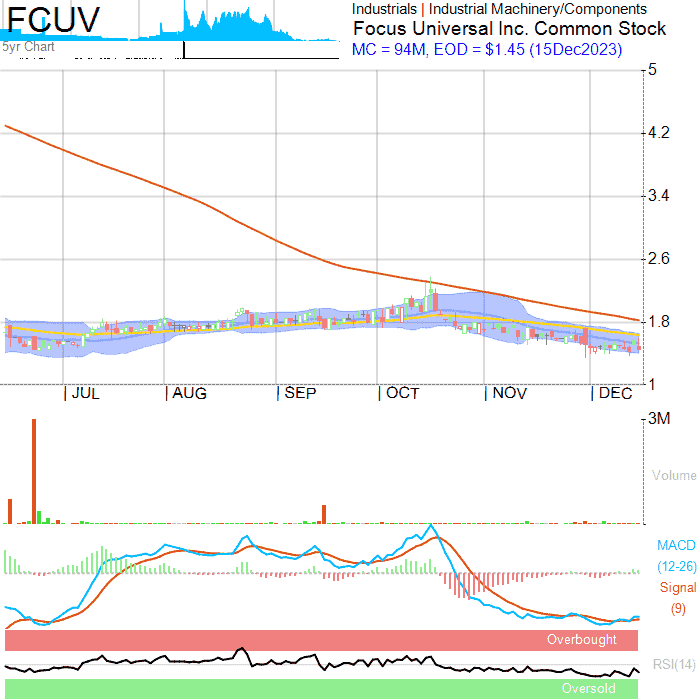 FCUV
5yr Chart
Industrials | Industrial Machinery/Components
Focus Universal Inc. Common Stock
MC = 94M, EOD = $1.45 (15Dec2023)
5
4.2
3.4
2.6
1.8
1
JUL AUG SEP OCT NOV DEC
3M
Volume
MACD
(12-26)
Signal
(9)
Overbought
RSI(14)
Oversold